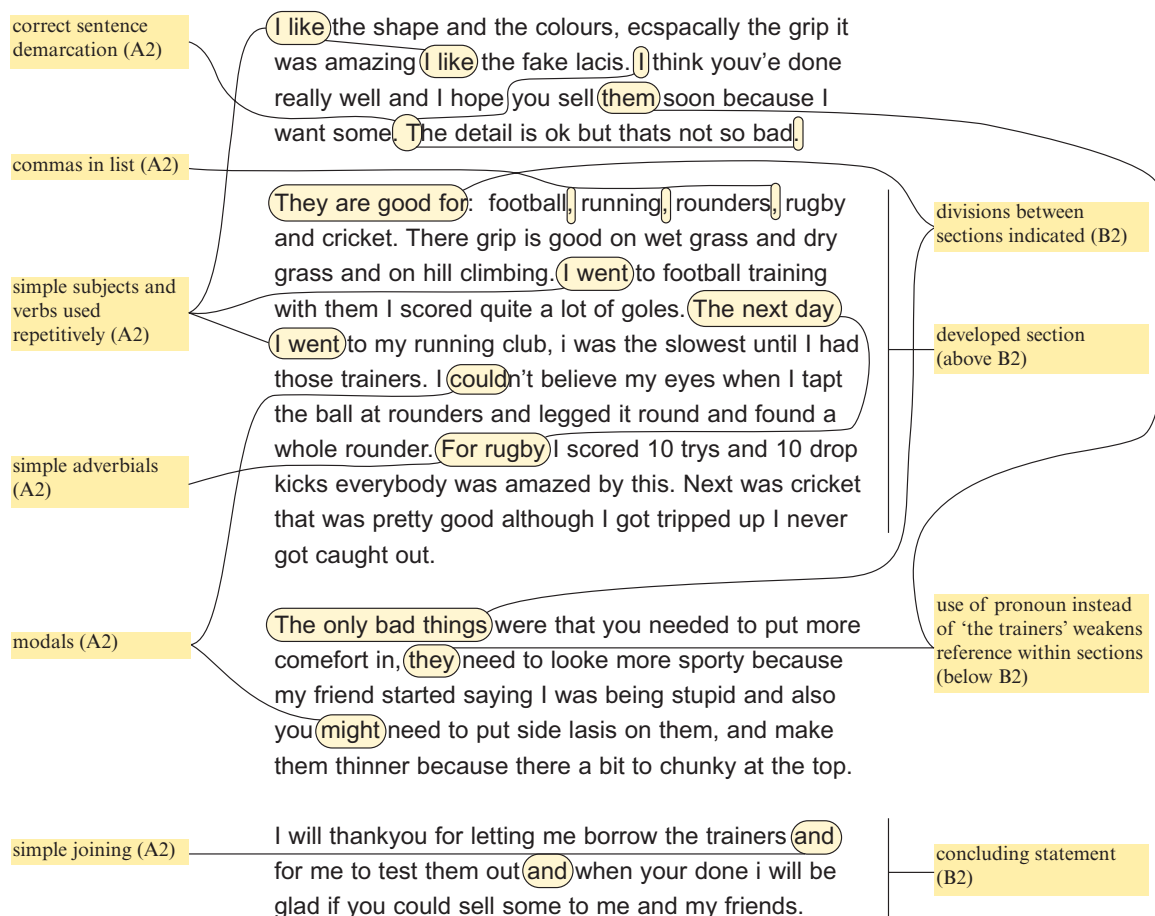 correct sentence
demarcation (A2)
I like the shape and the colours, ecspacally the grip it
was amazing I like the fake lacis. I think youv'e done
really well and I hope you sell them soon because I
want some. The detail is ok but thats not so bad.
commas in list (A2)
They are good for: football, running, rounders, rugby
and cricket. There grip is good on wet grass and dry
grass and on hill climbing. I went to football training
with them I scored quite a lot of goles. The next day
I went to my running club, i was the slowest until I had
those trainers. I couldn't believe my eyes when I tapt
the ball at rounders and legged it round and found a
whole rounder. For rugby I scored 10 trys and 10 drop
kicks everybody was amazed by this. Next was cricket
that was pretty good although I got tripped up I never
got caught out.
divisions between
sections indicated (B2)
simple subjects and
verbs used
repetitively (A2)
developed section
(above B2)
simple adverbials
(A2)
modals (A2)
The only bad things were that you needed to put more
comefort in, they need to looke more sporty because
my friend started saying I was being stupid and also
you might need to put side lasis on them, and make
them thinner because there a bit to chunky at the top.
use of pronoun instead
of 'the trainers' weakens
reference within sections
(below B2)
simple joining (A2)
I will thankyou for letting me borrow the trainers and
for me to test them out and when your done i will be
glad if you could sell some to me and my friends.
concluding statement
(B2)